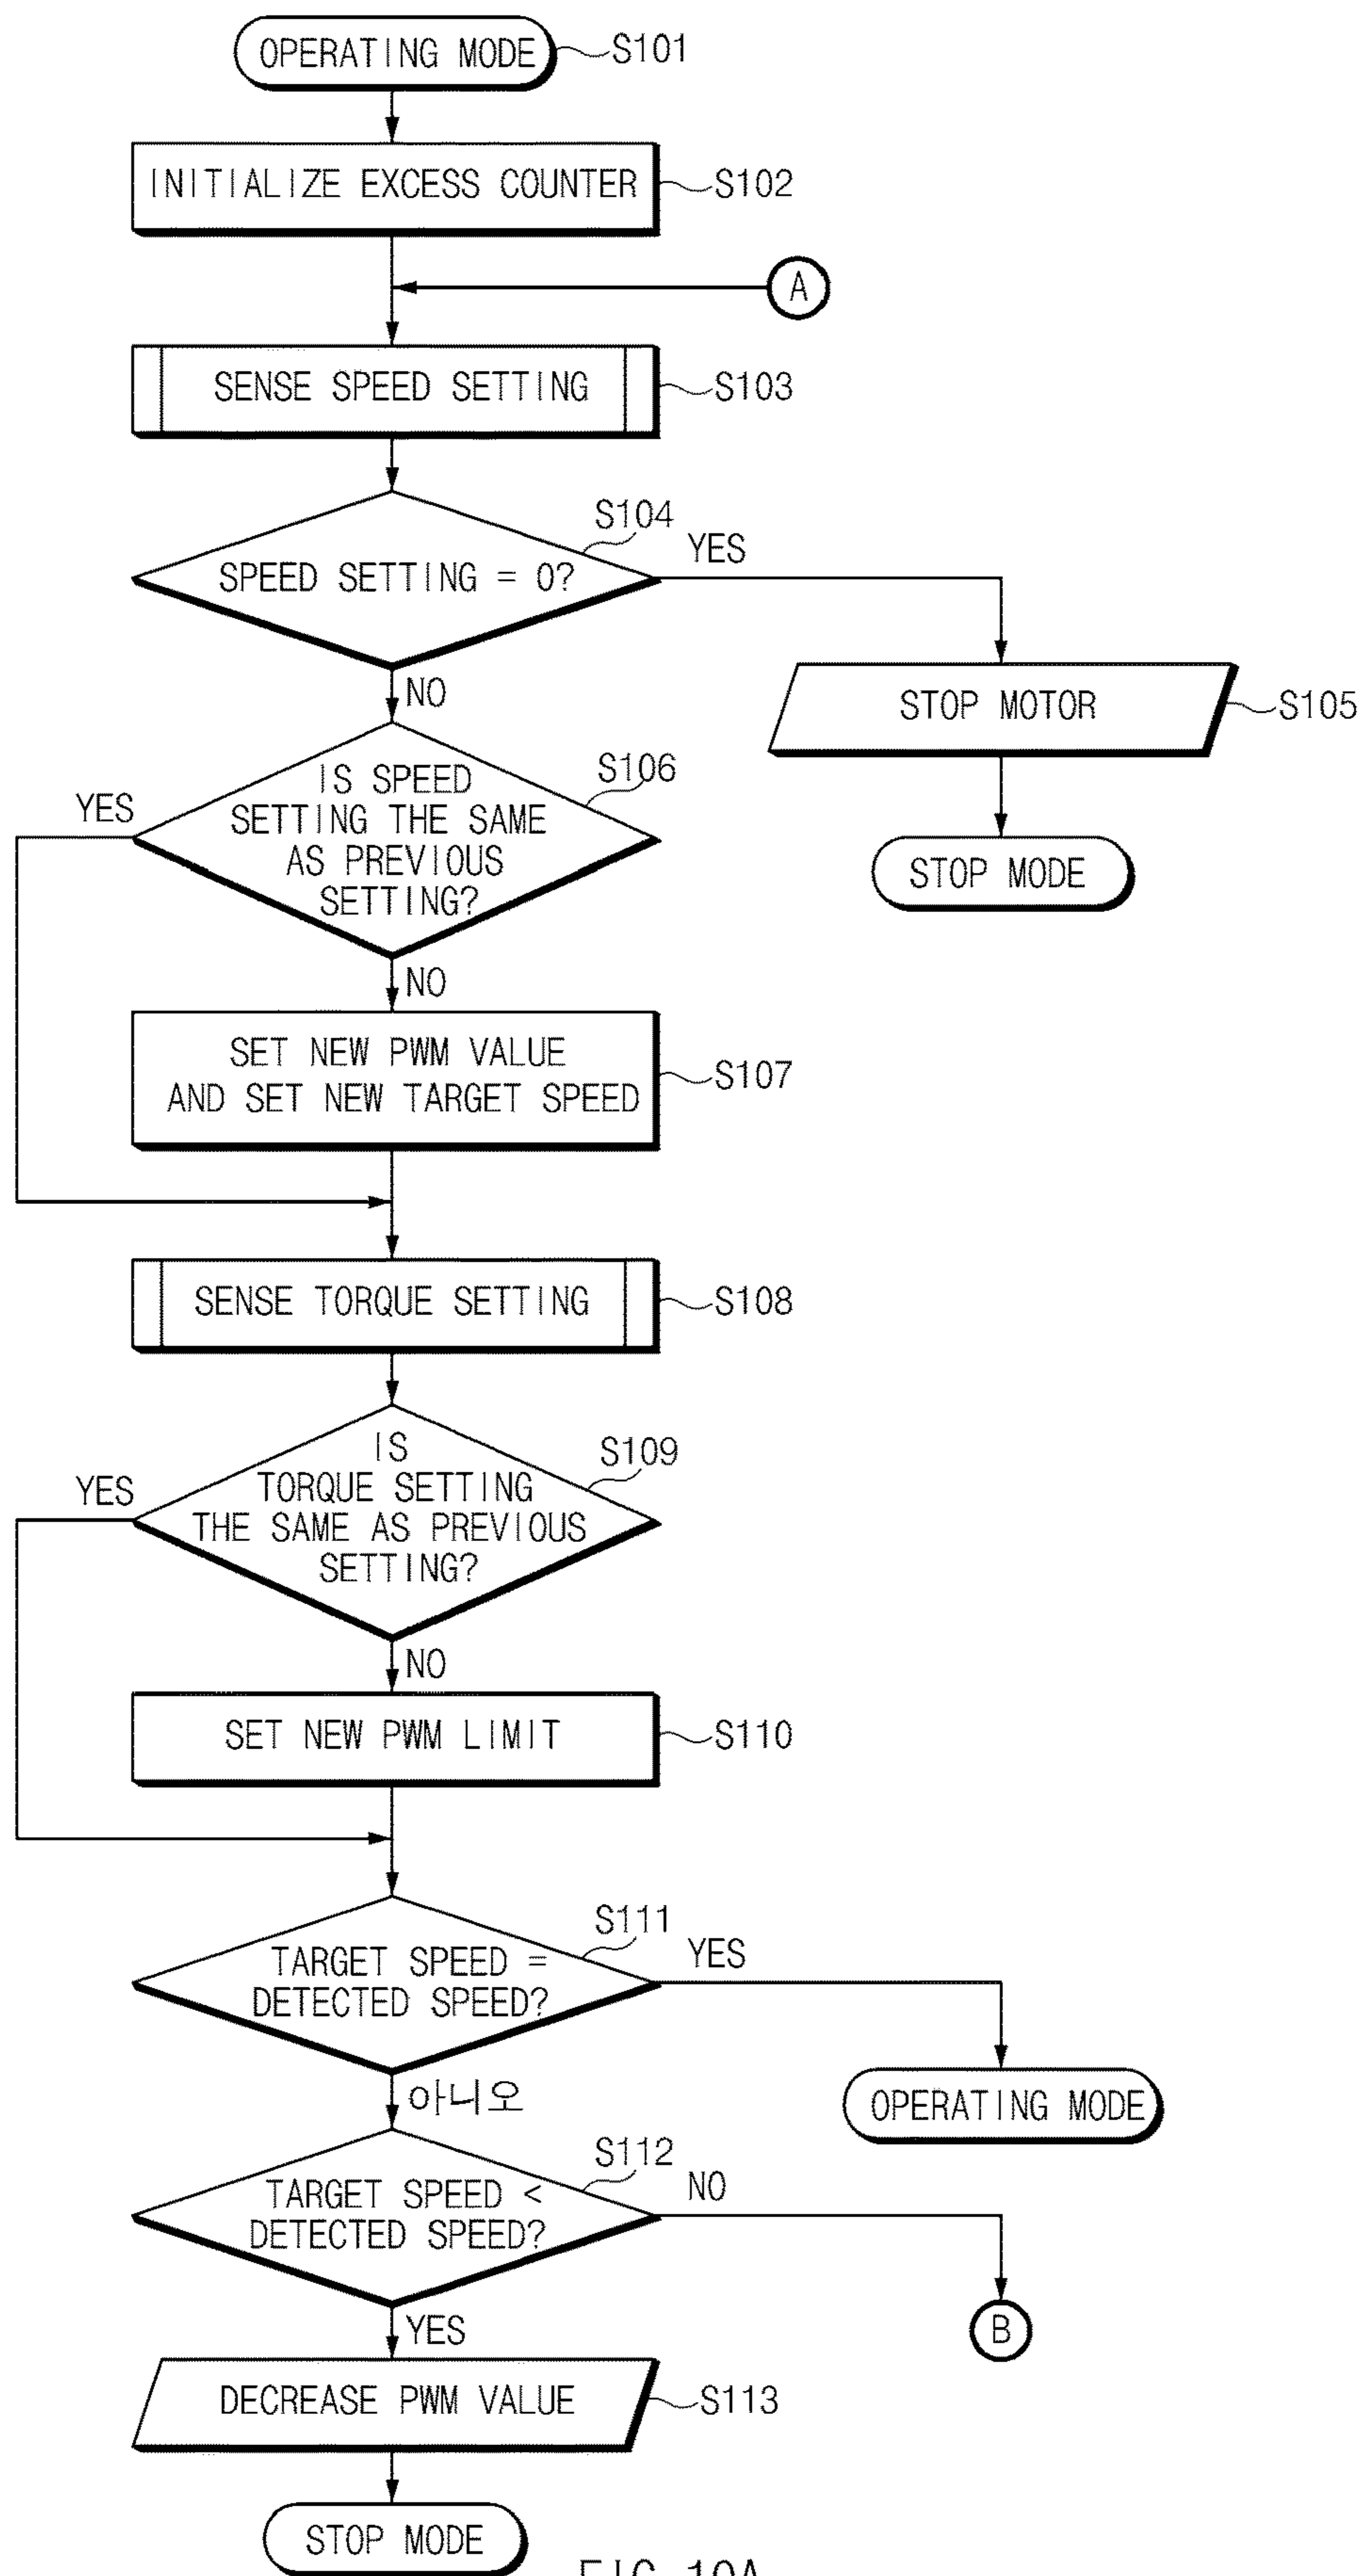 OPERATING MODE
S101
INITIALIZE EXCESS COUNTER
S102
A
SENSE SPEED SETTING
S103
S104
SPEED SETTING = 0?
YES
NO
STOP MOTOR
S105
STOP MODE
S106
IS SPEED
SETTING THE SAME
AS PREVIOUS
SETTING?
YES
NO
SET NEW PWM VALUE
AND SET NEW TARGET SPEED
S107
SENSE TORQUE SETTING
S108
S109
IS
TORQUE SETTING
THE SAME AS PREVIOUS
SETTING?
YES
NO
SET NEW PWM LIMIT
S110
S111
TARGET SPEED =
DETECTED SPEED?
YES
아니오
OPERATING MODE
S112
TARGET SPEED <
DETECTED SPEED?
NO
B
YES
DECREASE PWM VALUE
S113
STOP MODE
FIG 10A